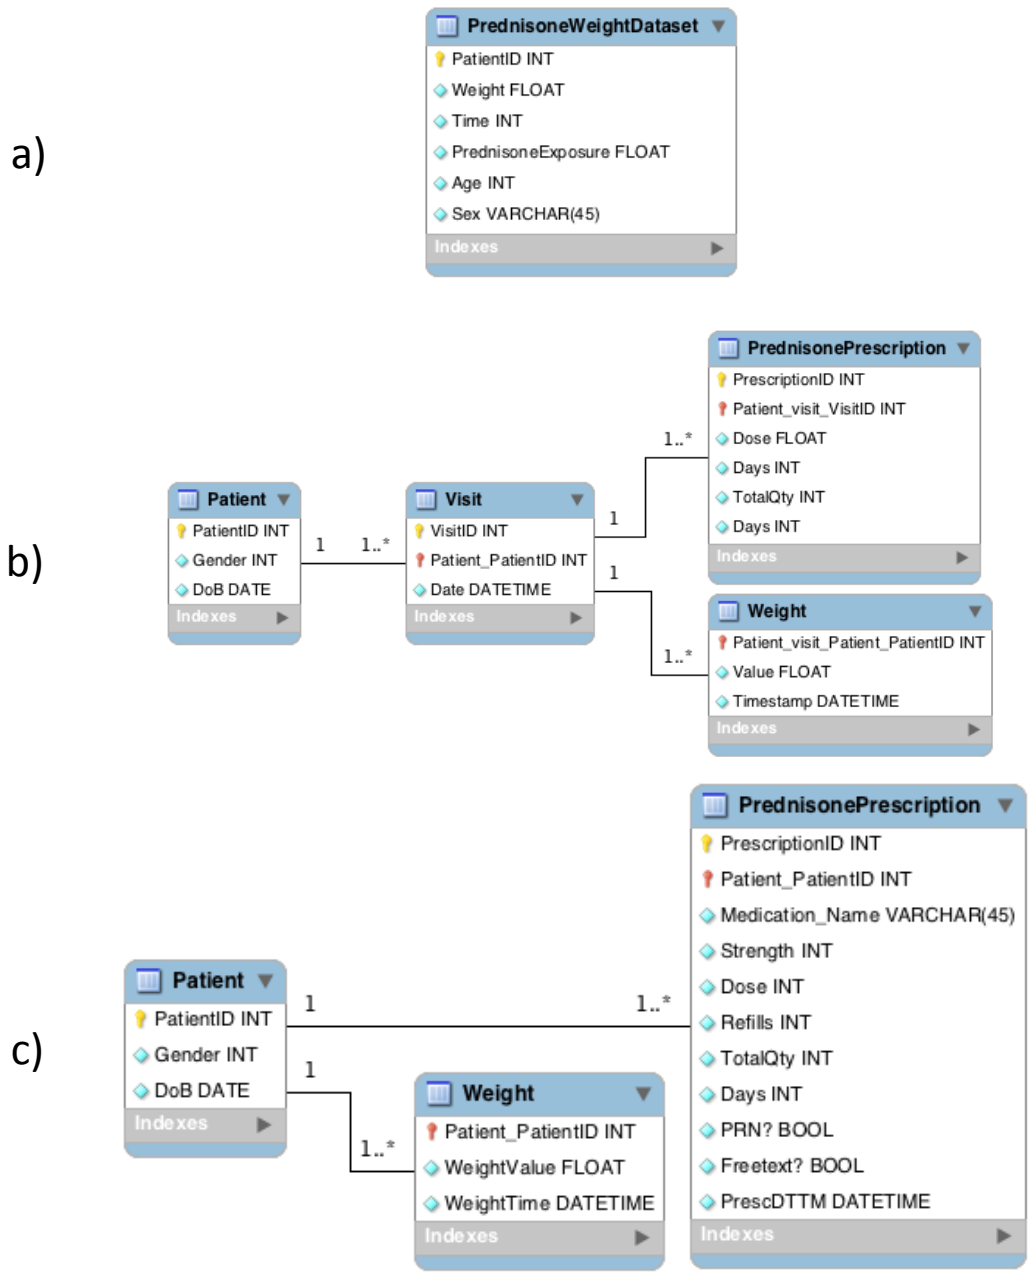 a)
PrednisoneWeightDataset
PatientID INT
Weight FLOAT
Time INT
PrednisoneExposure FLOAT
Age INT
Sex VARCHAR(45)
Indexes
b)
Patient
PatientID INT
Gender INT
DoB DATE
Indexes
1
1..*
Visit
VisitID INT
Patient_PatientID INT
Date DATETIME
Indexes
1
1..*
1
1..*
PrednisonePrescription
PrescriptionID INT
Patient_visit_VisitID INT
Dose FLOAT
Days INT
TotalQty INT
Days INT
Indexes
Weight
Patient_visit_Patient_PatientID INT
Value FLOAT
Timestamp DATETIME
Indexes
c)
Patient
PatientID INT
Gender INT
DoB DATE
Indexes
1
1..*
1
1..*
Weight
Patient_PatientID INT
WeightValue FLOAT
WeightTime DATETIME
Indexes
PrednisonePrescription
PrescriptionID INT
Patient_PatientID INT
Medication_Name VARCHAR(45)
Strength INT
Dose INT
Refills INT
TotalQty INT
Days INT
PRN? BOOL
Freetext? BOOL
PrescDTTM DATETIME
Indexes